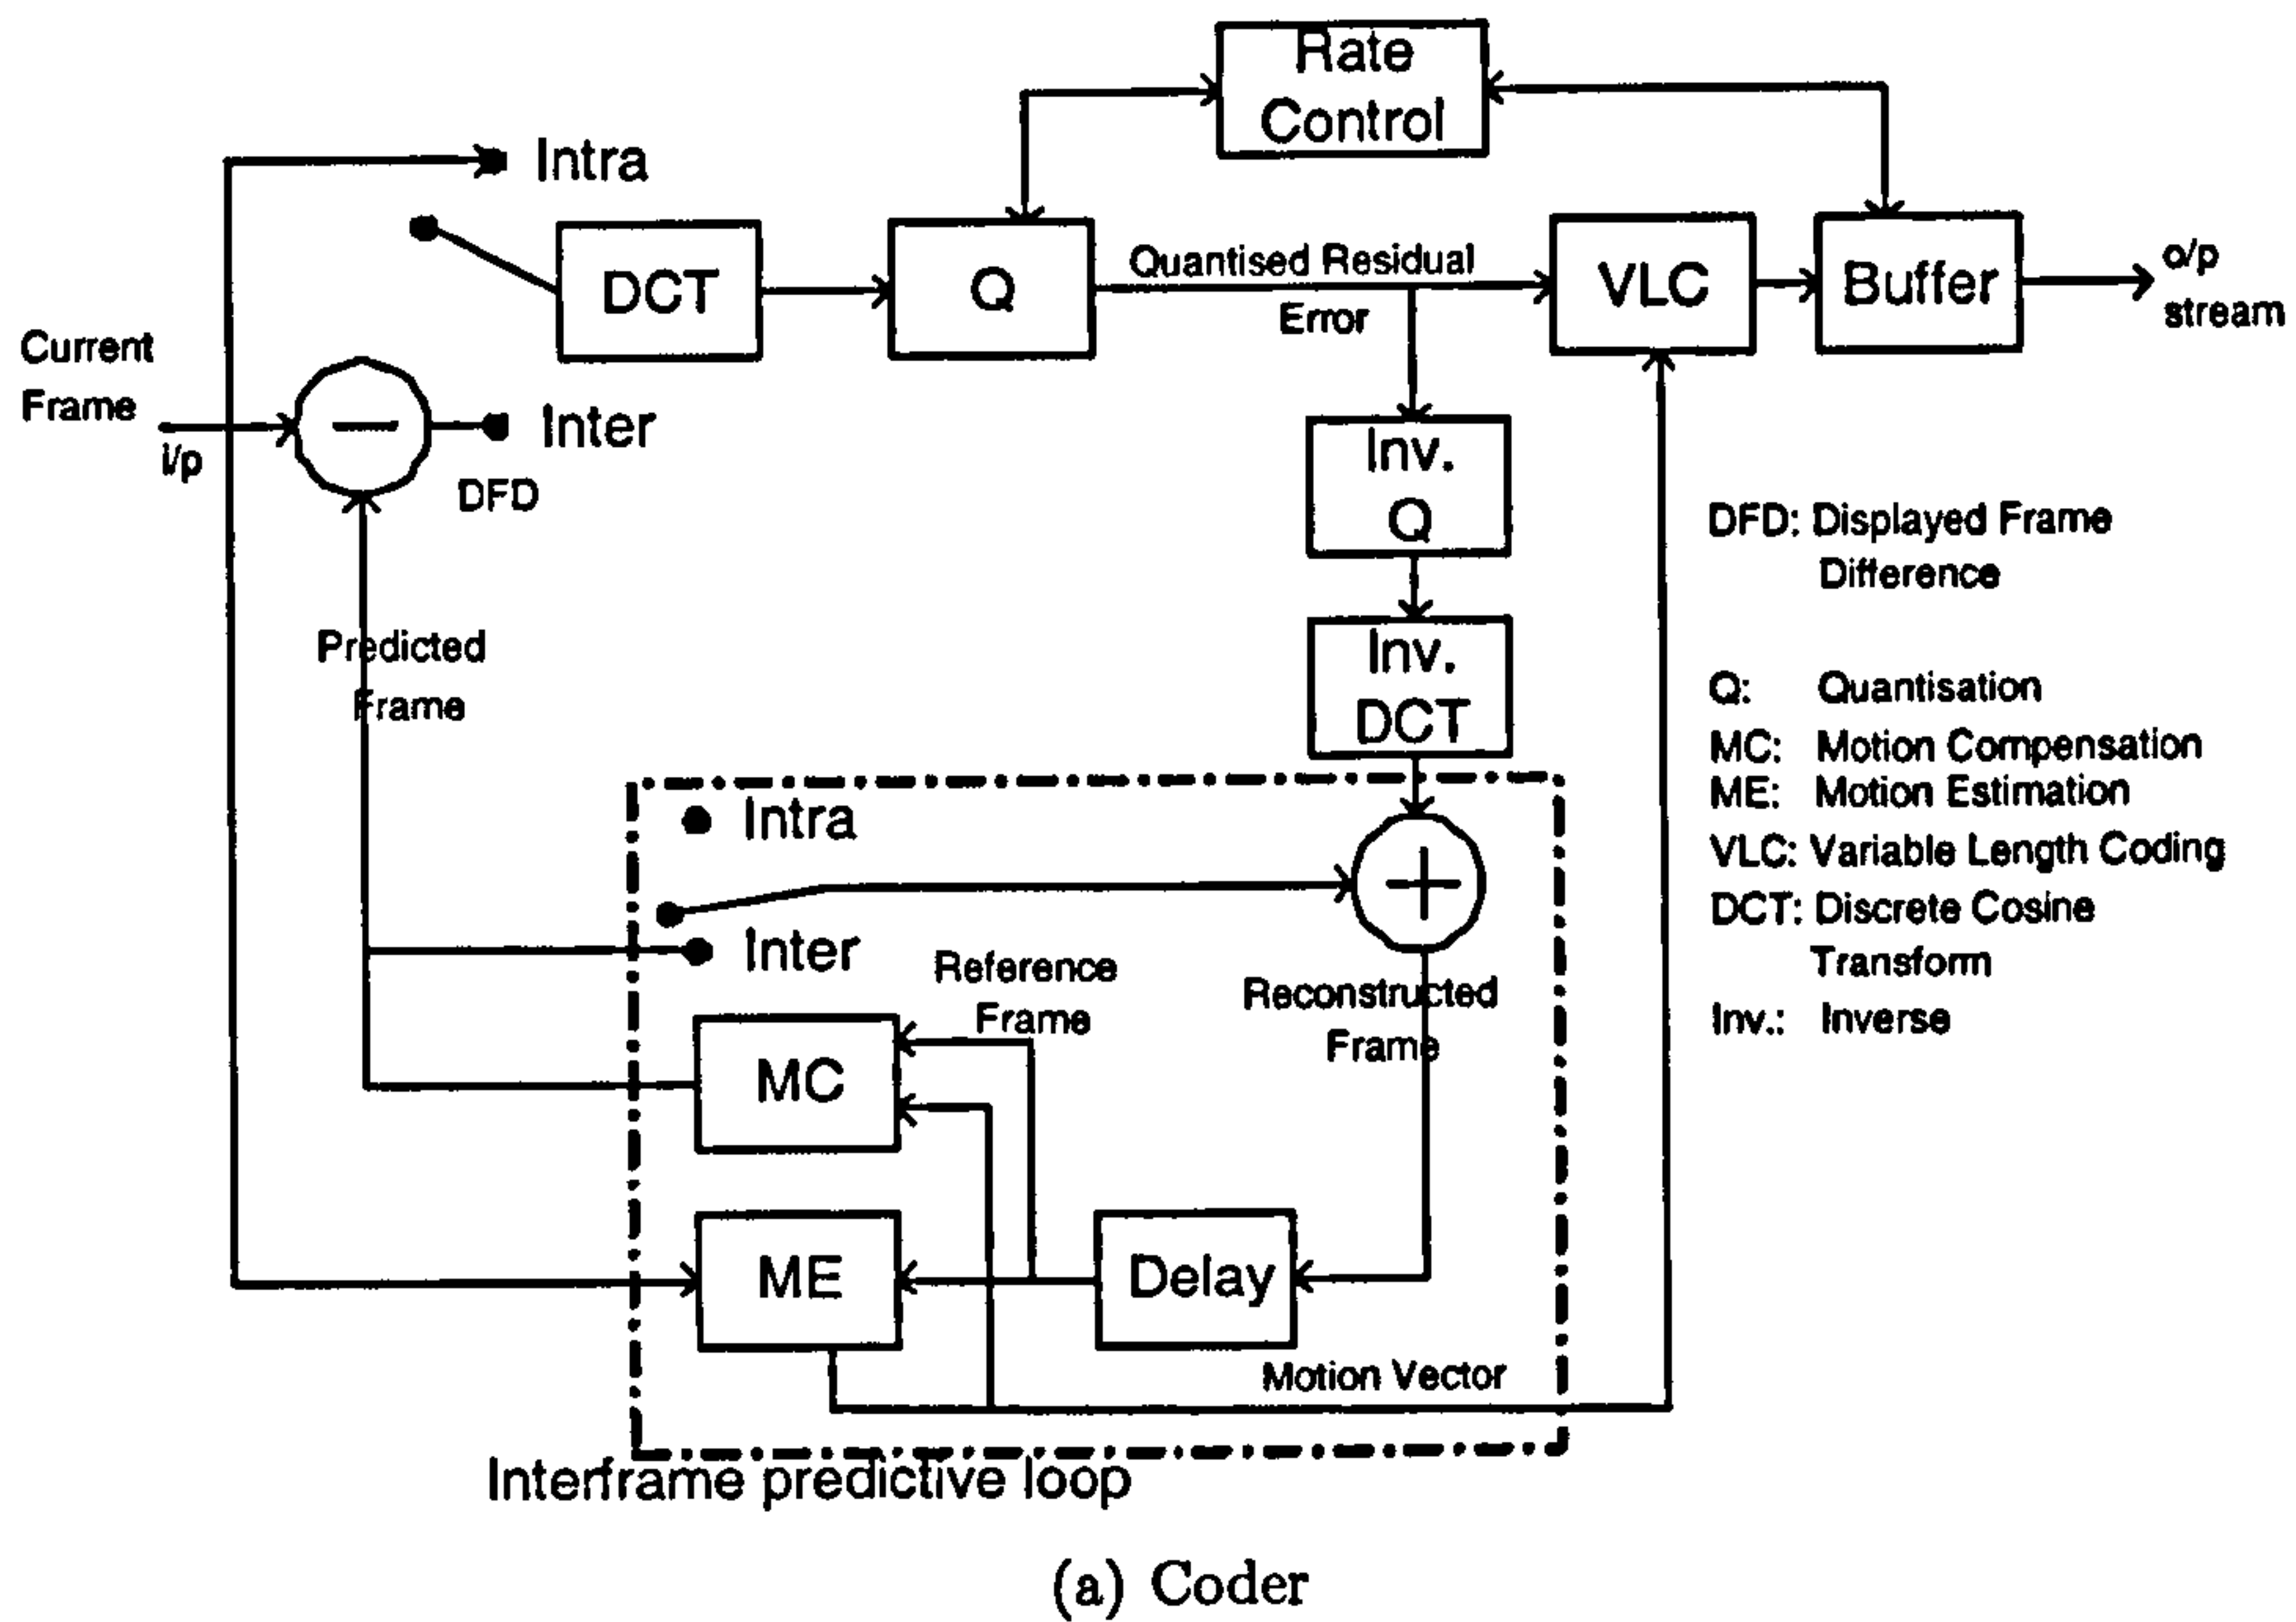 Rate
Control
Intra
DCT
Q
Quantised Residual
Error
VLC
Buffer
o/p
stream
Current
Frame
i/p
Inter
DFD
Inv.
Q
Inv.
DCT
Predicted
Frame
DFD: Displayed Frame
Difference
Q: Quantisation
MC: Motion Compensation
ME: Motion Estimation
VLC: Variable Length Coding
DCT: Discrete Cosine
Transform
Inv.: Inverse
Intra
Inter
Reference
Frame
Reconstructed
Frame
MC
ME
Delay
Motion Vector
Interframe predictive loop
(a) Coder